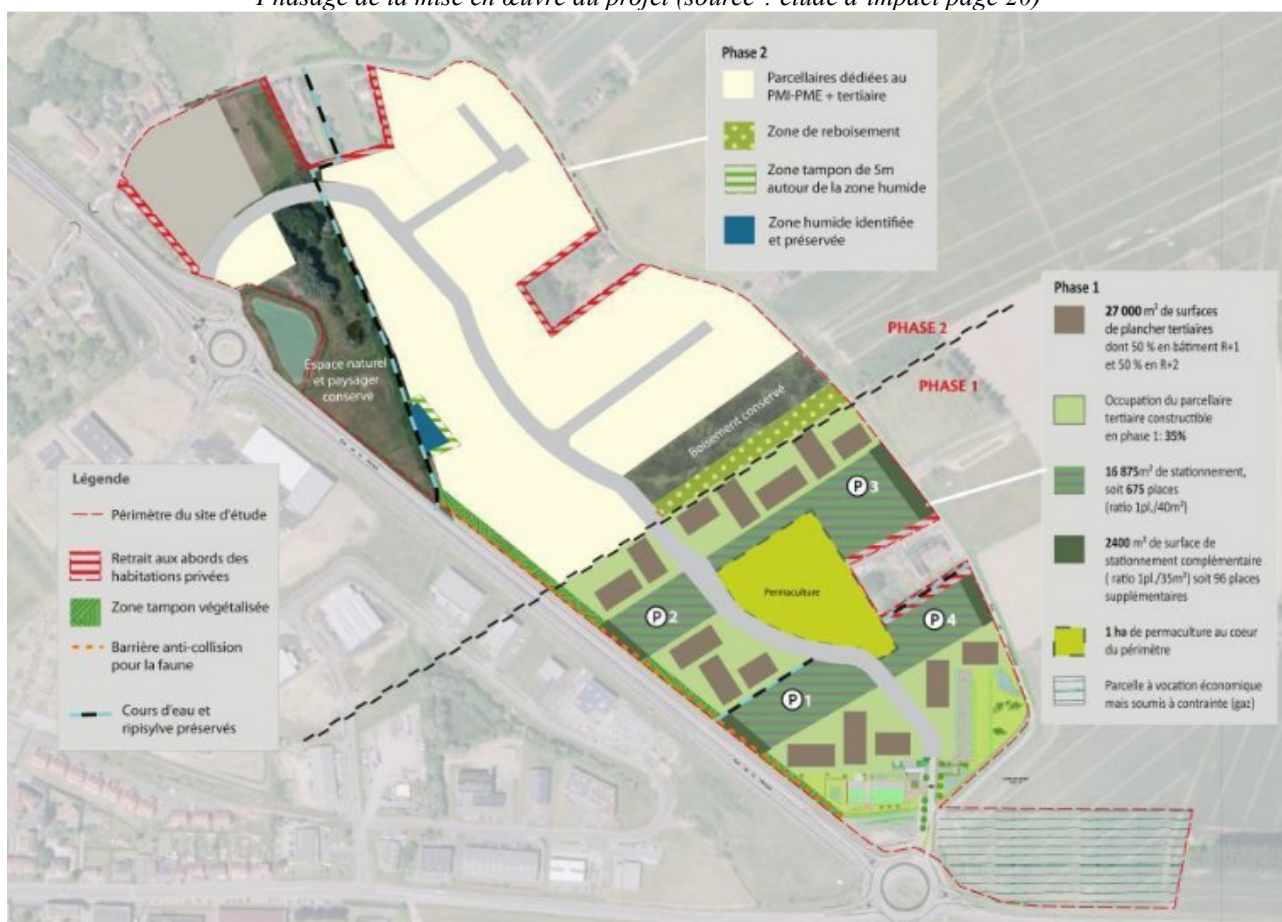 Phasage de la mise en œuvre du projet (source : étude d'impact page 20)
Phase 2
Parcellaires dédiées au
PMI-PME + tertiaire
Zone de reboisement
Zone tampon de 5m
autour de la zone humide
Zone humide identifiée
et préservée
Phase 1
27 000 m² de surfaces
de plancher tertiaires
dont 50 % en bâtiment R+1
et 50 % en R+2
Occupation du parcellaire
tertiaire constructible
en phase 1: 35%
16 875m² de stationnement,
soit 675 places
(ratio 1pl./40m²)
2400 m² de surface de
stationnement complémentaire
( ratio 1pl./35m²) soit 96 places
supplémentaires
1 ha de permaculture au coeur
du périmètre
Parcelle à vocation économique
mais soumis à contrainte (gaz)
PHASE 2
PHASE 1
Espace naturel
et paysager
conservé
Boisement conservé
P 3
Permaculture
P 2
P 4
P 1
Légende
Périmètre du site d'étude
Retrait aux abords des
habitations privées
Zone tampon végétalisée
Barrière anti-collision
pour la faune
Cours d'eau et
ripisylve préservés